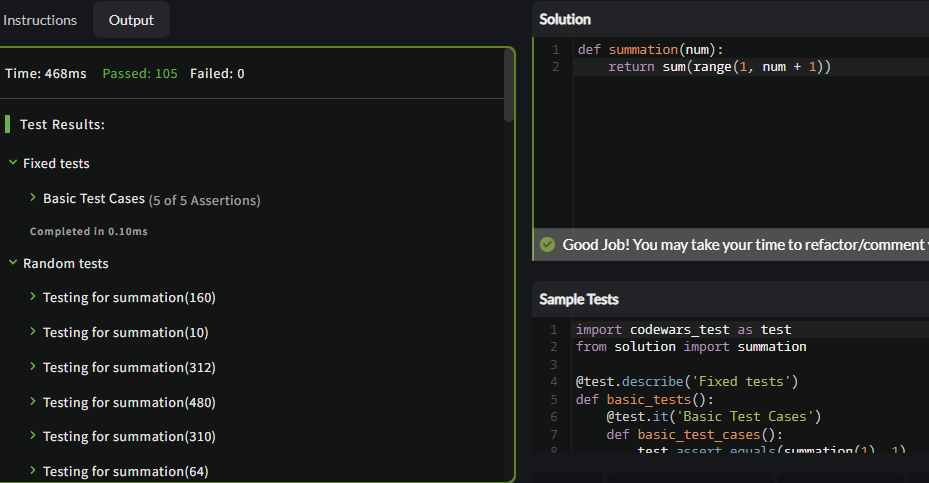 Instructions
Output
Time: 468ms Passed: 105 Failed: 0
Test Results:
Fixed tests
Basic Test Cases (5 of 5 Assertions)
Completed in 0.10ms
Random tests
Testing for summation(160)
Testing for summation(10)
Testing for summation(312)
Testing for summation(480)
Testing for summation(310)
Testing for summation(64)
Solution
1 def summation(num):
2     return sum(range(1, num + 1))
Good Job! You may take your time to refactor/comment
Sample Tests
1 import codewars_test as test
2 from solution import summation
3
4 @test.describe('Fixed tests')
5 def basic_tests():
6     @test.it('Basic Test Cases')
7     def basic_test_cases():
8         test.assert_equals(summation(1), 1)